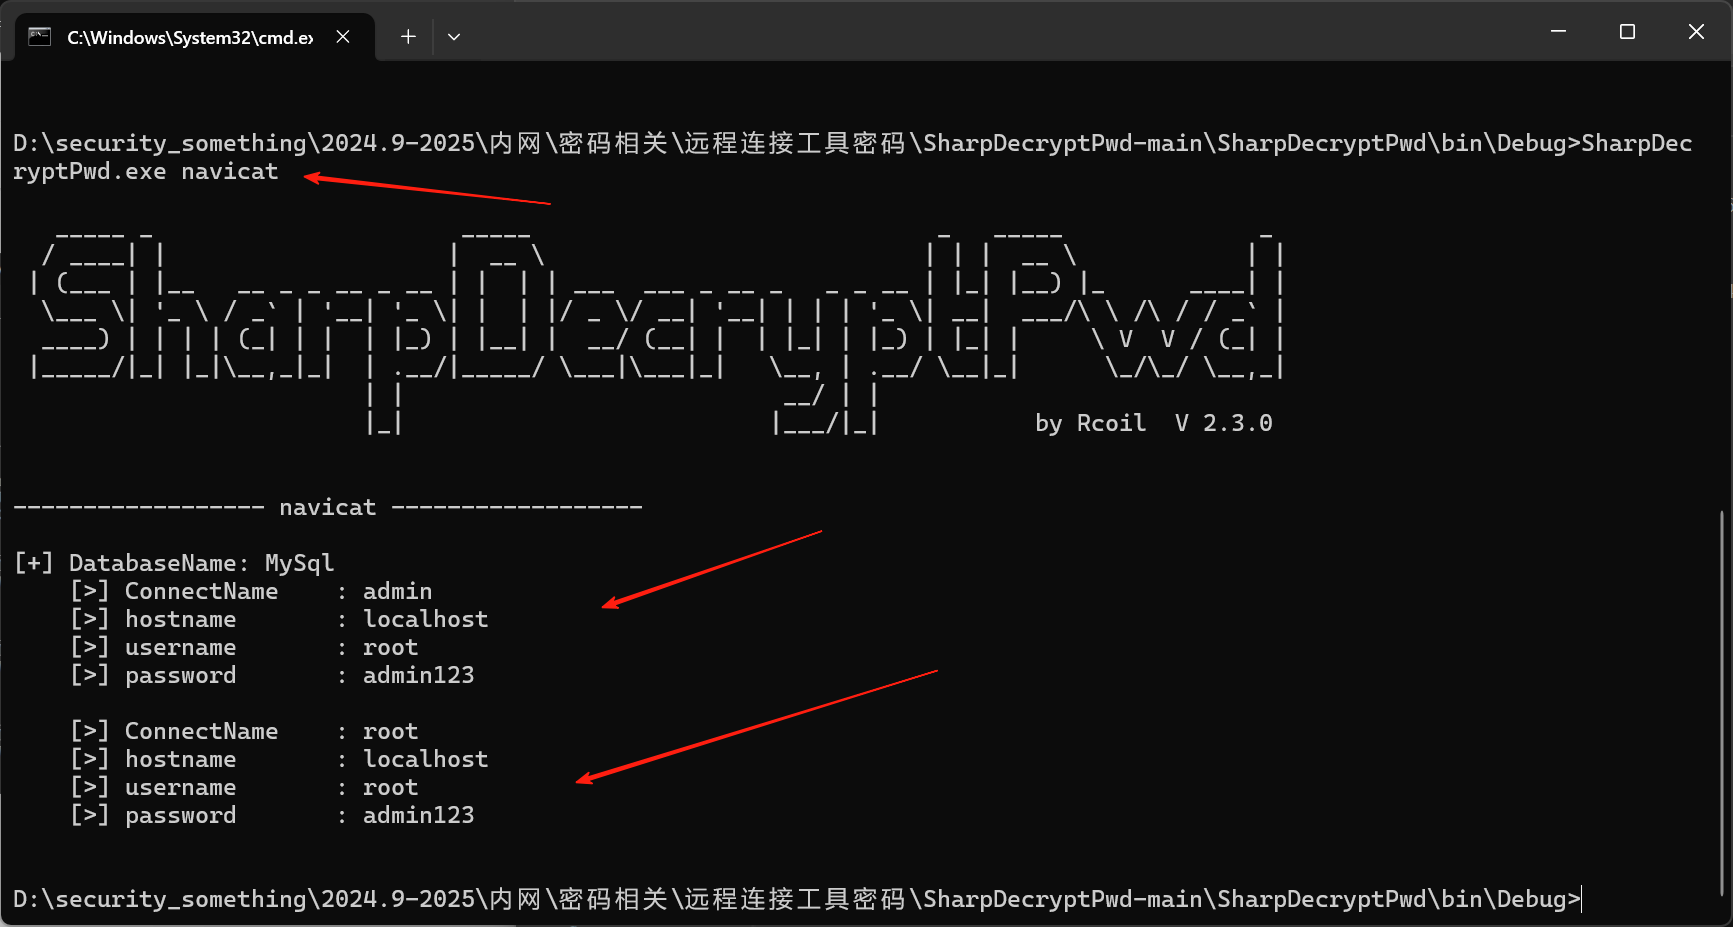 C:\Windows\System32\cmd.ex
D:\security_something\2024.9-2025\内网\密码相关\远程连接工具密码\SharpDecryptPwd-main\SharpDecryptPwd\bin\Debug>SharpDec
ryptPwd.exe navicat
SharpDecryptPwd
by Rcoil  V 2.3.0
------------------ navicat ------------------
[+] DatabaseName: MySql
[>] ConnectName    : admin
[>] hostname       : localhost
[>] username       : root
[>] password       : admin123
[>] ConnectName    : root
[>] hostname       : localhost
[>] username       : root
[>] password       : admin123
D:\security_something\2024.9-2025\内网\密码相关\远程连接工具密码\SharpDecryptPwd-main\SharpDecryptPwd\bin\Debug>